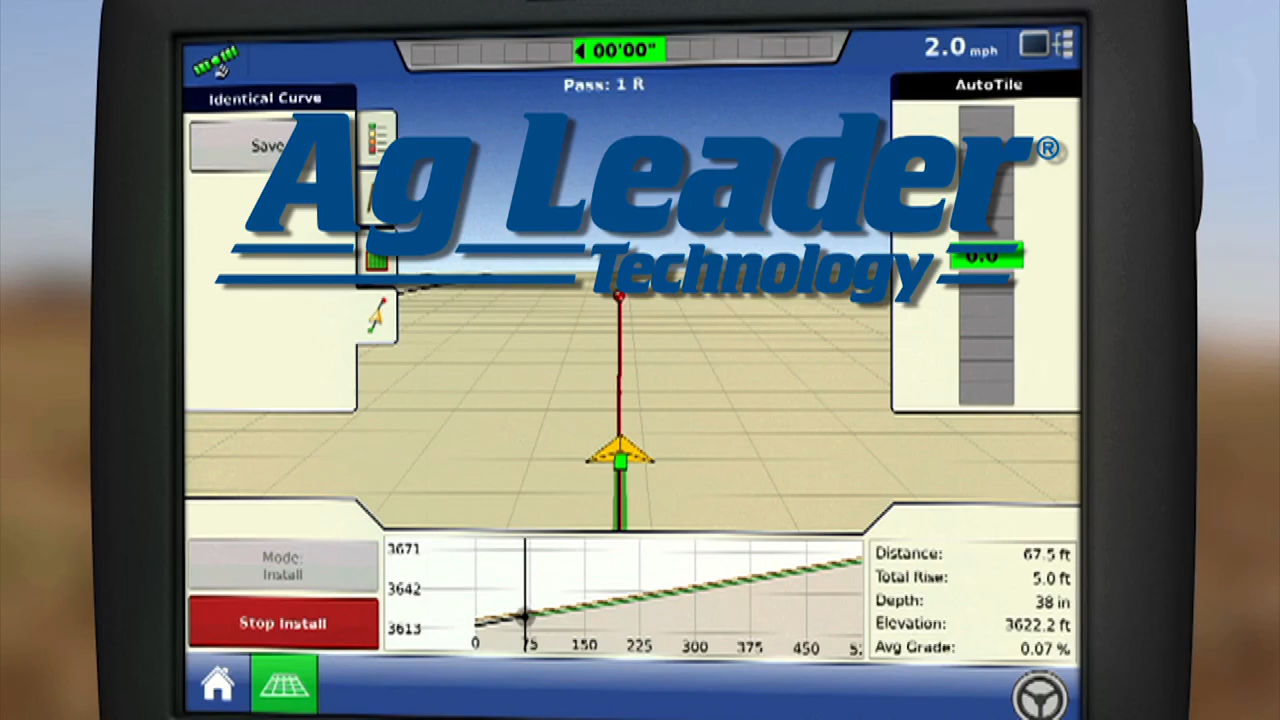 00'00"
2.0 mph
Pass: 1 R
Identical Curve
AutoTile
Save
Ag Leader®
Technology
0.0
Mode:
Install
Stop Install
3671
3642
3613
0 75 150 225 300 375 450
Distance: 67.5 ft
Total Rise: 5.0 ft
Depth: 38 in
Elevation: 3622.2 ft
Avg Grade: 0.07 %